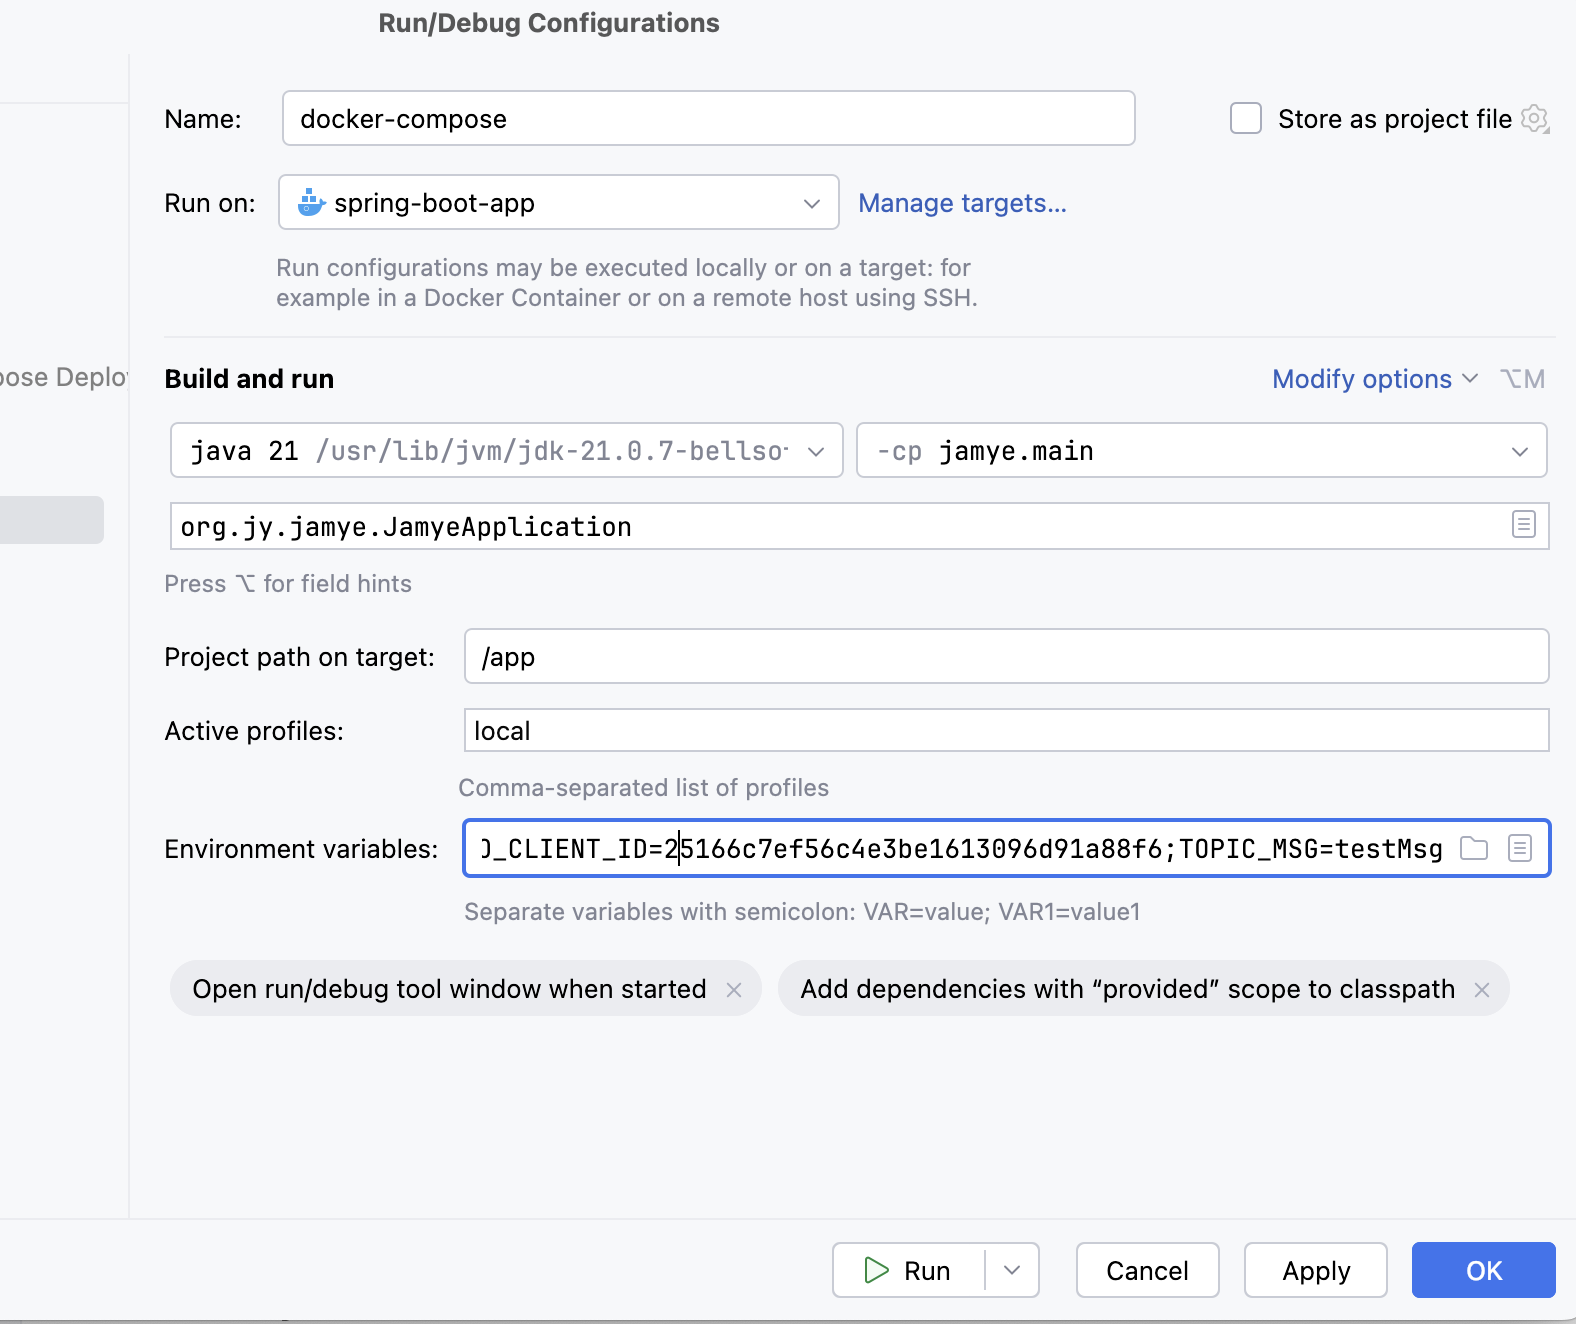 Run/Debug Configurations
Name: docker-compose Store as project file
Run on: spring-boot-app Manage targets...
Run configurations may be executed locally or on a target: for
example in a Docker Container or on a remote host using SSH.
Build and run Modify options ⌥M
java 21 /usr/lib/jvm/jdk-21.0.7-bellso -cp jamye.main
org.jy.jamye.JamyeApplication
Press ⌥ for field hints
Project path on target: /app
Active profiles: local
Comma-separated list of profiles
Environment variables: _CLIENT_ID=25166c7ef56c4e3be1613096d91a88f6;TOPIC_MSG=testMsg
Separate variables with semicolon: VAR=value; VAR1=value1
Open run/debug tool window when started ×
Add dependencies with “provided” scope to classpath ×
Run Cancel Apply OK